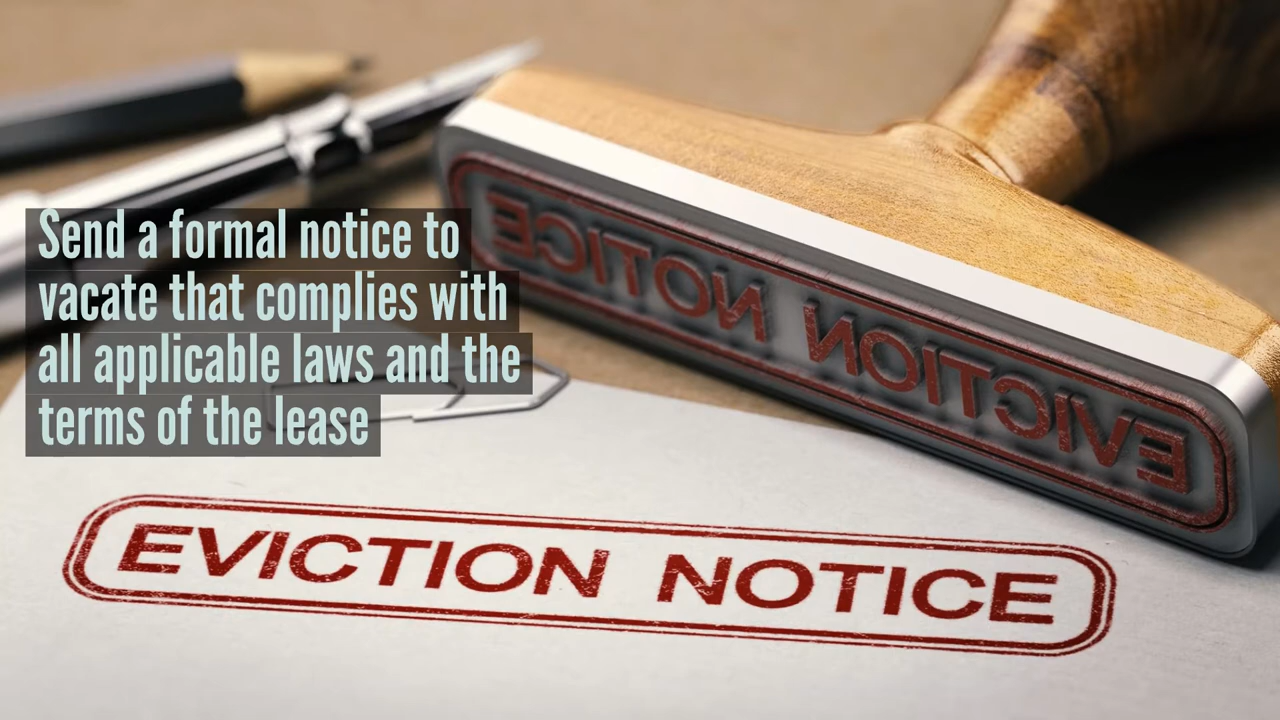 Send a formal notice to
vacate that complies with
all applicable laws and the
terms of the lease
EVICTION NOTICE
EVICTION NOTICE